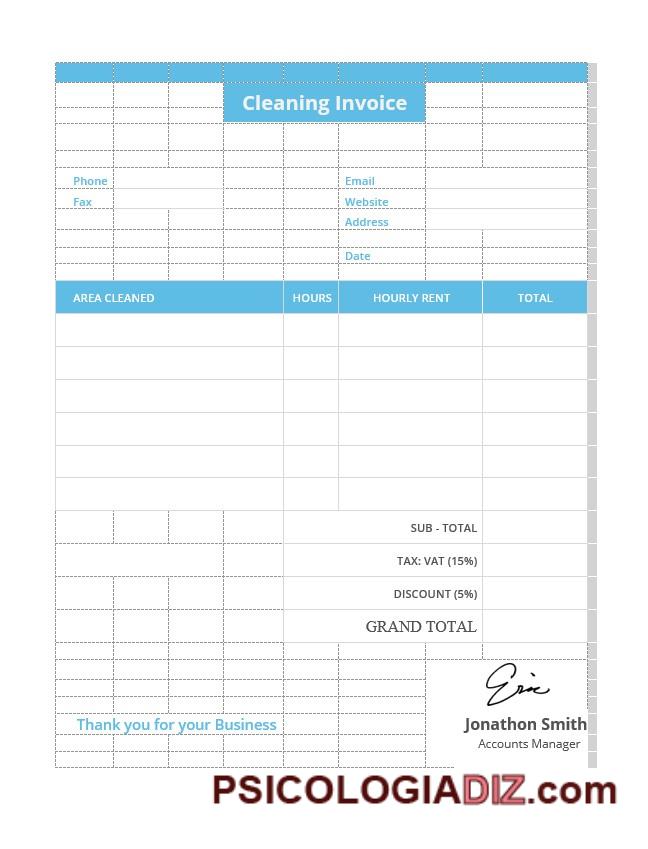 Cleaning Invoice
Phone
Email
Fax
Website
Address
Date
AREA CLEANED HOURS HOURLY RENT TOTAL
SUB - TOTAL
TAX: VAT (15%)
DISCOUNT (5%)
GRAND TOTAL
Eric
Thank you for your Business
Jonathon Smith
Accounts Manager
PSICOLOGIADIZ.com